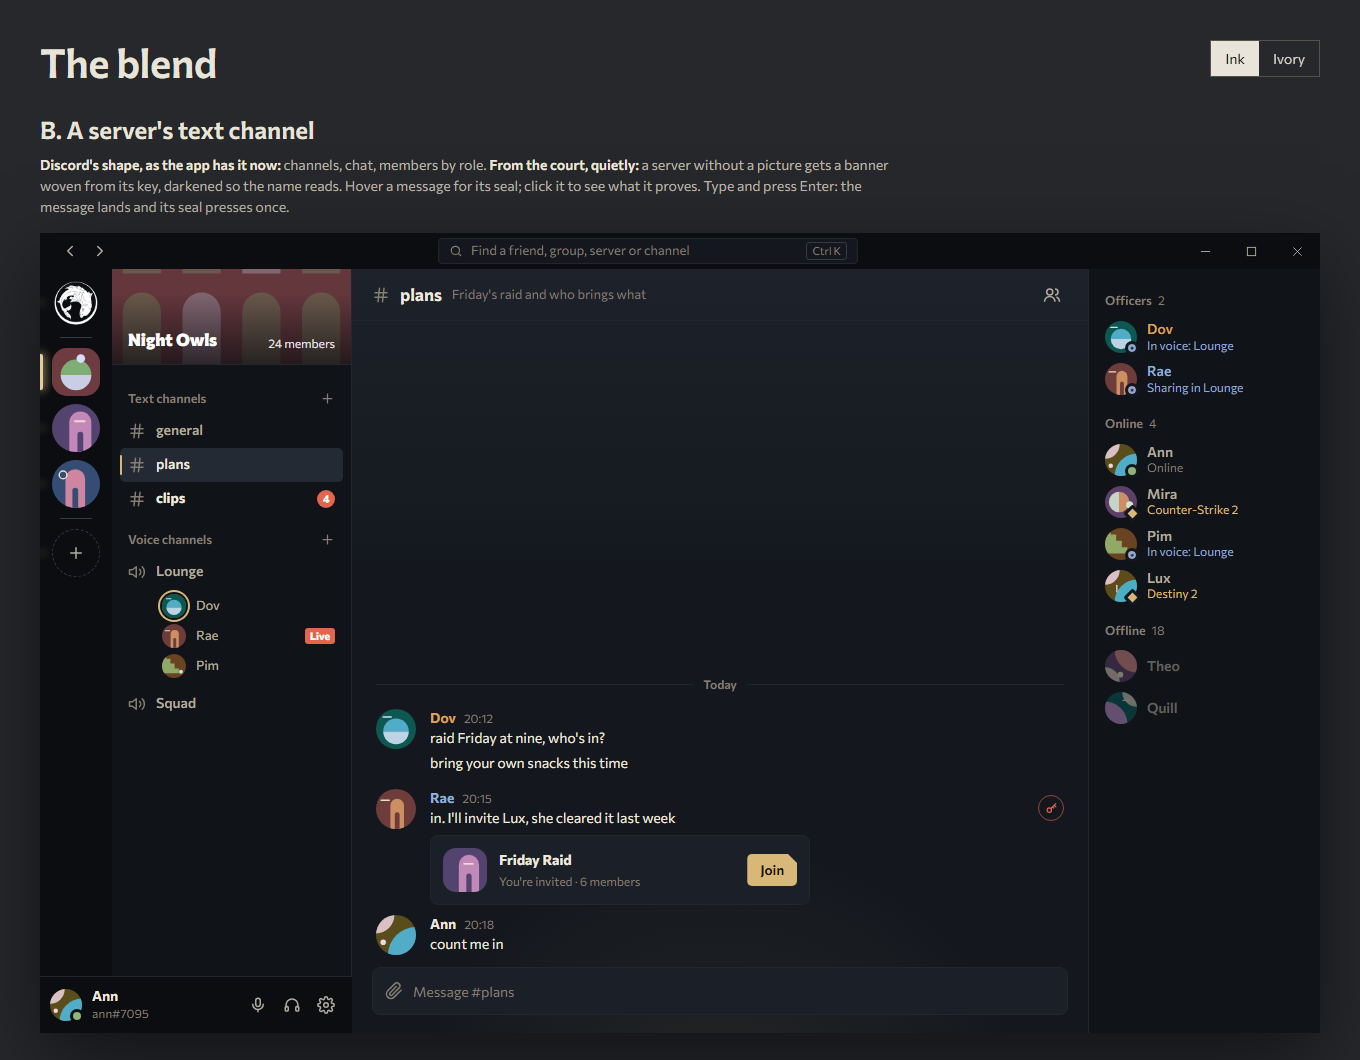 The blend
Ink
Ivory
B. A server's text channel
Discord's shape, as the app has it now: channels, chat, members by role. From the court, quietly: a server without a picture gets a banner
woven from its key, darkened so the name reads. Hover a message for its seal; click it to see what it proves. Type and press Enter: the
message lands and its seal presses once.
Find a friend, group, server or channel
Ctrl K
Night Owls
24 members
Text channels
general
plans
clips
4
Voice channels
Lounge
Dov
Rae
Live
Pim
Squad
Ann
ann#7095
# plans Friday's raid and who brings what
Today
Dov 20:12
raid Friday at nine, who's in?
bring your own snacks this time
Rae 20:15
in. I'll invite Lux, she cleared it last week
Friday Raid
You're invited · 6 members
Join
Ann 20:18
count me in
Message #plans
Officers 2
Dov
In voice: Lounge
Rae
Sharing in Lounge
Online 4
Ann
Online
Mira
Counter-Strike 2
Pim
In voice: Lounge
Lux
Destiny 2
Offline 18
Theo
Quill